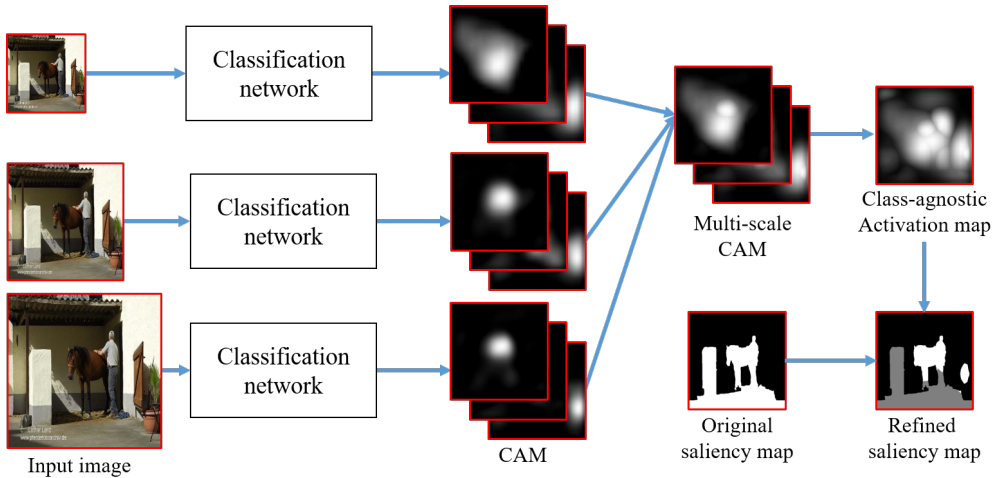 Classification
network
Classification
network
Classification
network
Input image
CAM
Multi-scale
CAM
Class-agnostic
Activation map
Original
saliency map
Refined
saliency map